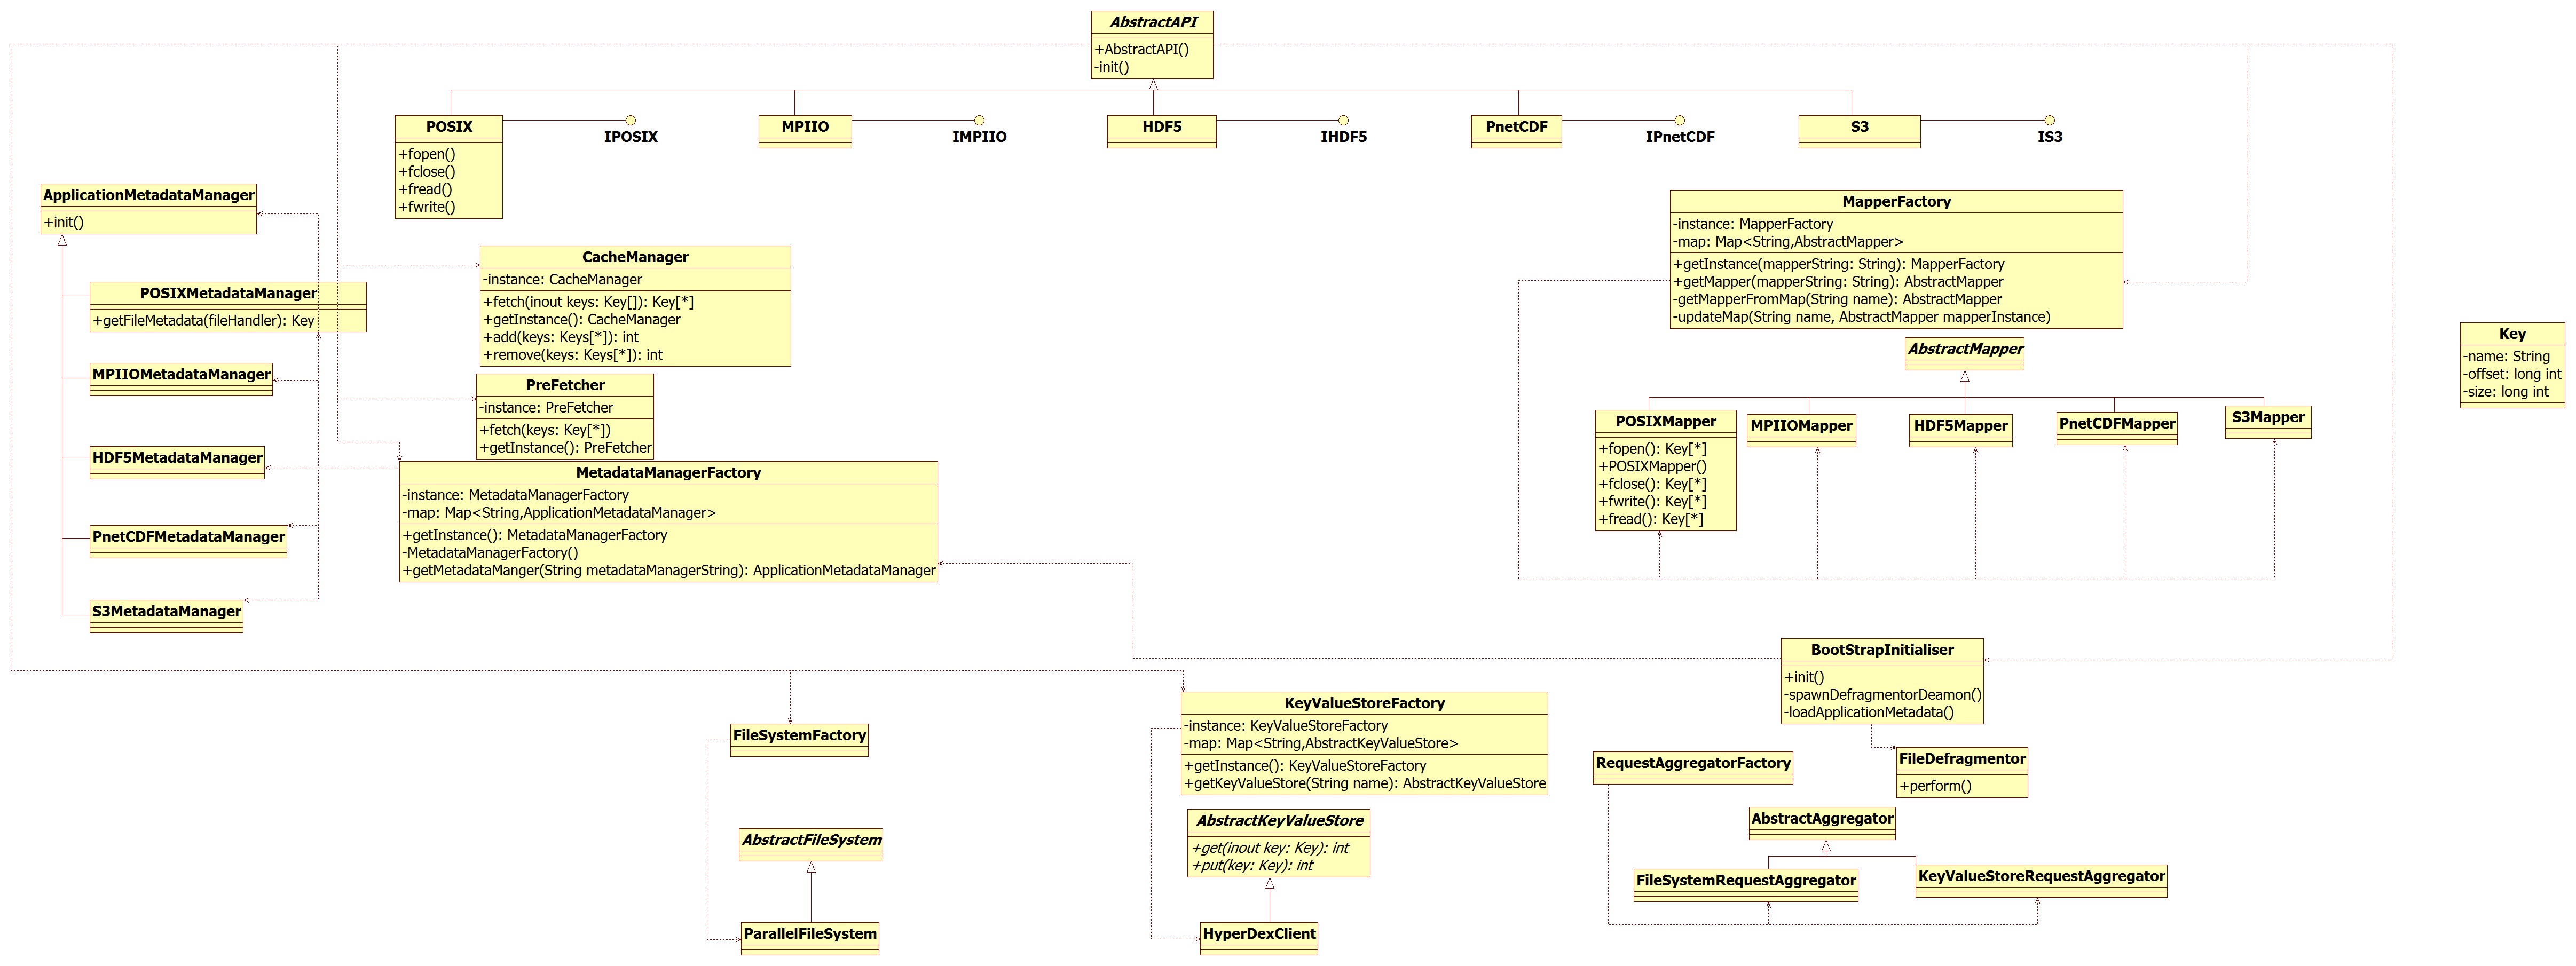 AbstractAPI
+AbstractAPI()
-init()
POSIX
+fopen()
+fclose()
+fread()
+fwrite()
IPOSIX
MPIIO
IMPIIO
HDF5
IHDF5
PnetCDF
IPnetCDF
S3
IS3
ApplicationMetadataManager
+init()
POSIXMetadataManager
+getFileMetadata(fileHandler): Key
MPIIOMetadataManager
HDF5MetadataManager
PnetCDFMetadataManager
S3MetadataManager
CacheManager
-instance: CacheManager
+fetch(inout keys: Key[]): Key[*]
+getInstance(): CacheManager
+add(keys: Keys[*]): int
+remove(keys: Keys[*]): int
PreFetcher
-instance: PreFetcher
+fetch(keys: Key[*])
+getInstance(): PreFetcher
MetadataManagerFactory
-instance: MetadataManagerFactory
-map: Map<String,ApplicationMetadataManager>
+getInstance(): MetadataManagerFactory
-MetadataManagerFactory()
+getMetadataManger(String metadataManagerString): ApplicationMetadataManager
MapperFactory
-instance: MapperFactory
-map: Map<String,AbstractMapper>
+getInstance(mapperString: String): MapperFactory
+getMapper(mapperString: String): AbstractMapper
-getMapperFromMap(String name): AbstractMapper
-updateMap(String name, AbstractMapper mapperInstance)
AbstractMapper
POSIXMapper
+fopen(): Key[*]
+POSIXMapper()
+fclose(): Key[*]
+fwrite(): Key[*]
+fread(): Key[*]
MPIIOMapper
HDF5Mapper
PnetCDFMapper
S3Mapper
Key
-name: String
-offset: long int
-size: long int
BootStrapInitialiser
+init()
-spawnDefragmentorDeamon()
-loadApplicationMetadata()
FileSystemFactory
AbstractFileSystem
ParallelFileSystem
KeyValueStoreFactory
-instance: KeyValueStoreFactory
-map: Map<String,AbstractKeyValueStore>
+getInstance(): KeyValueStoreFactory
+getKeyValueStore(String name): AbstractKeyValueStore
AbstractKeyValueStore
+get(inout key: Key): int
+put(key: Key): int
HyperDexClient
RequestAggregatorFactory
FileDefragmentor
+perform()
AbstractAggregator
FileSystemRequestAggregator
KeyValueStoreRequestAggregator